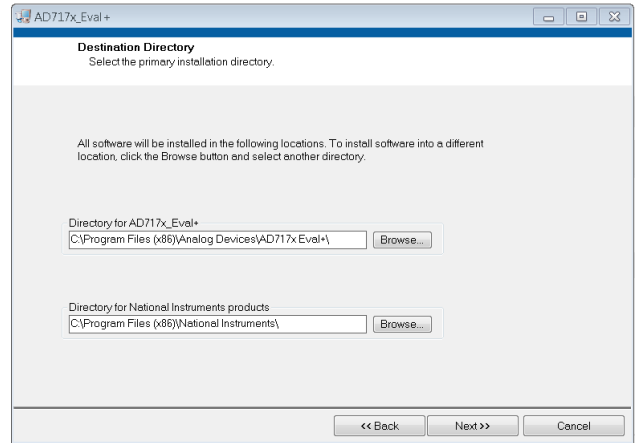 AD717x_Eval +
Destination Directory
Select the primary installation directory.
All software will be installed in the following locations. To install software into a different
location, click the Browse button and select another directory.
Directory for AD717x_Eval+
C:\Program Files (x86)\Analog Devices\AD717x Eval+\
Browse...
Directory for National Instruments products
C:\Program Files (x86)\National Instruments\
Browse...
<< Back
Next >>
Cancel